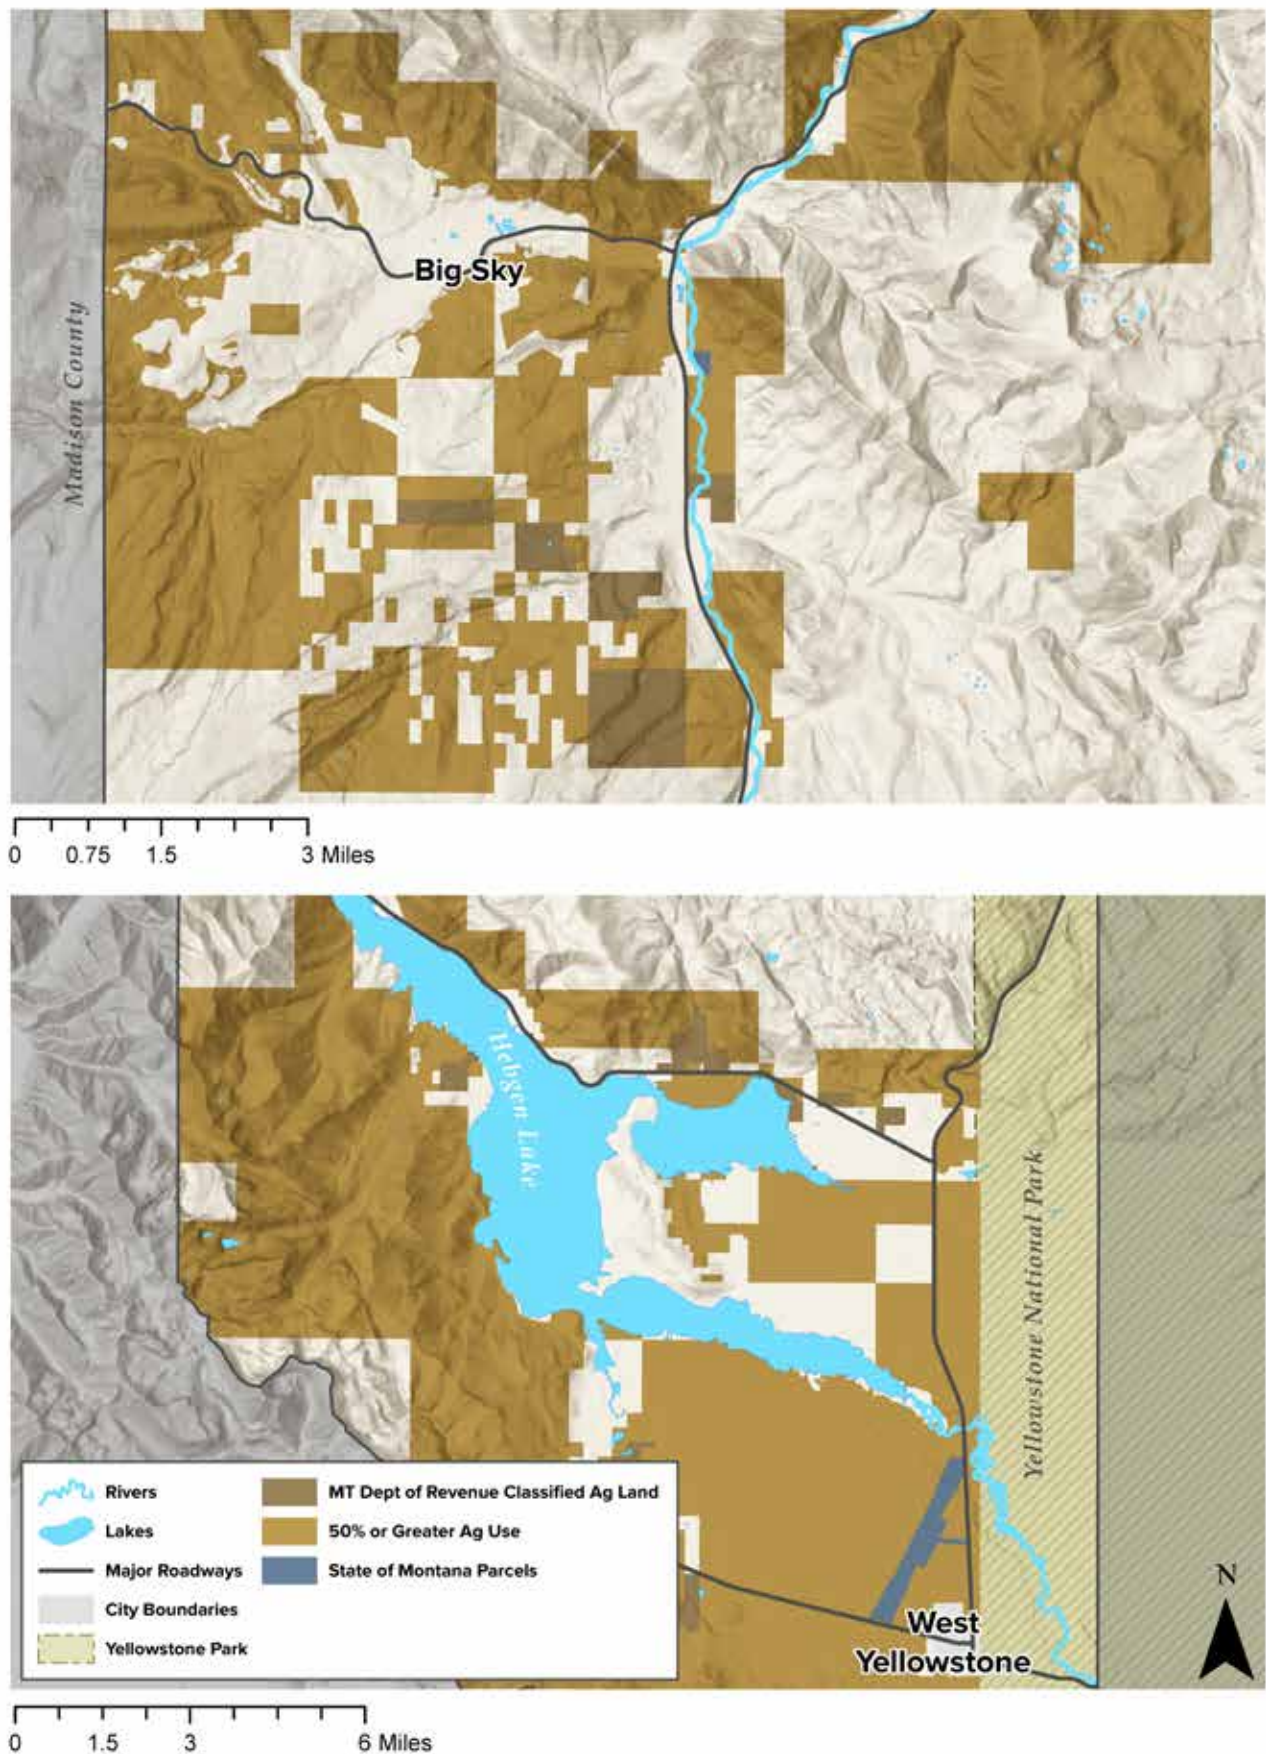 Big Sky
Madison County
0 0.75 1.5 3 Miles
Hebgen Lake
Yellowstone National Park
Rivers
Lakes
Major Roadways
City Boundaries
Yellowstone Park
MT Dept of Revenue Classified Ag Land
50% or Greater Ag Use
State of Montana Parcels
West
Yellowstone
N
0 1.5 3 6 Miles